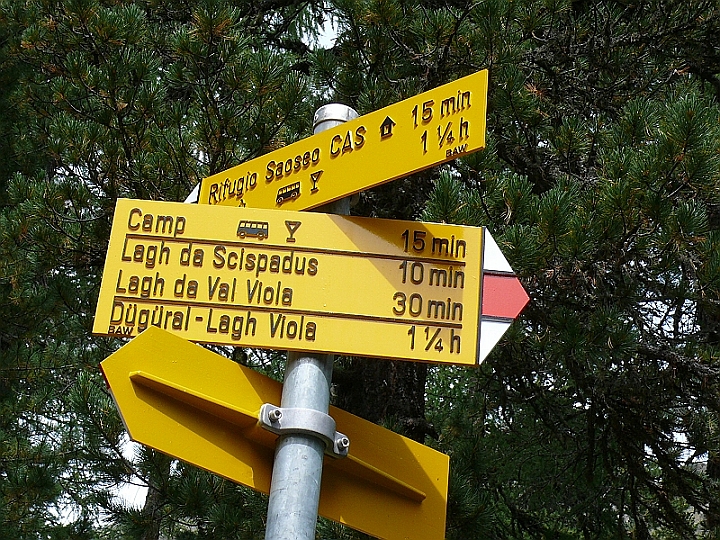 Rifugio Saoseo CAS 15 min
1 ¼ h
BAW
Camp 15 min
Lagh da Scispadus 10 min
Lagh da Val Viola 30 min
Dügüral-Lagh Viola 1 ¼ h
BAW